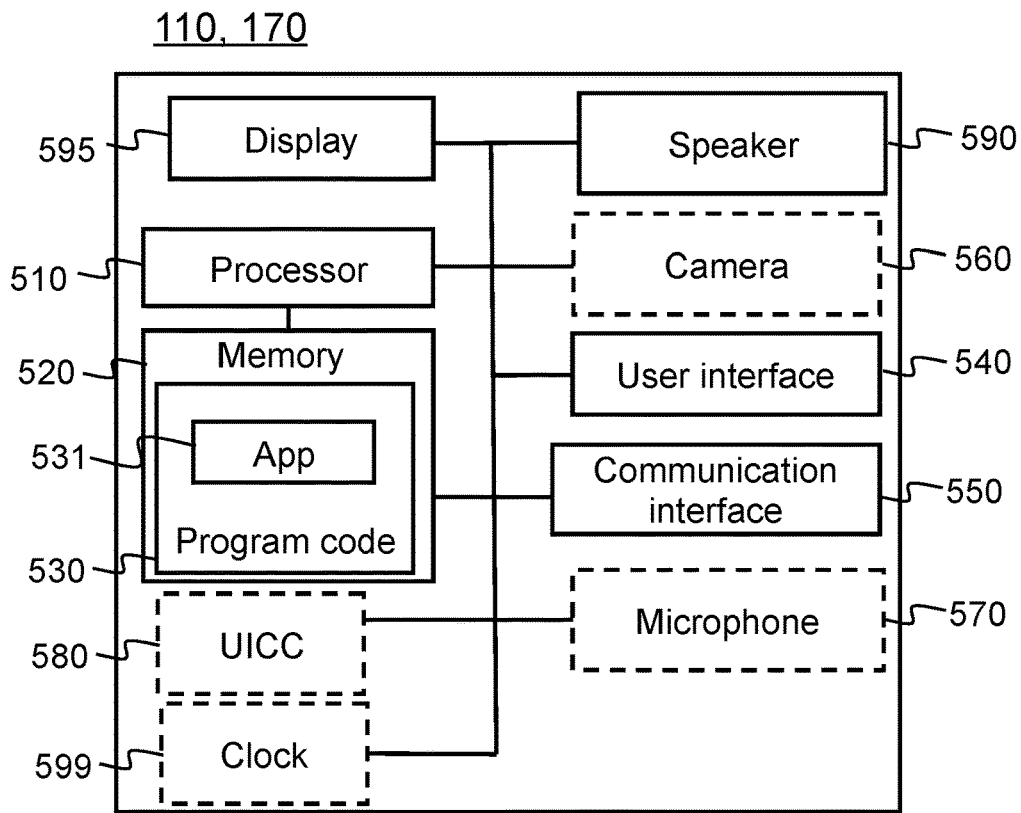 110, 170
595
Display
Speaker
590
510
Processor
Camera
560
520
Memory
User interface
540
531
App
Communication
interface
550
530
Program code
580
UICC
Microphone
570
599
Clock